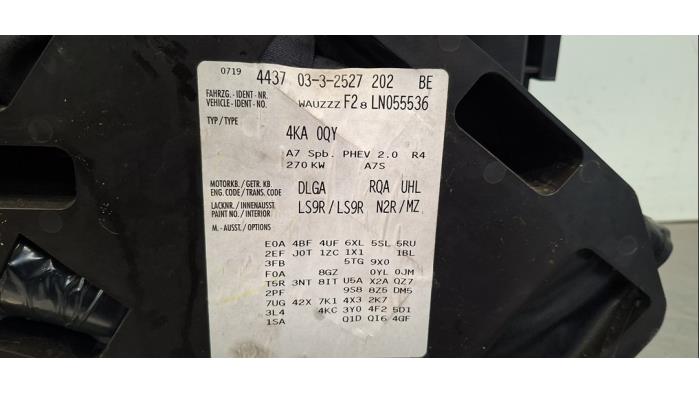 0719 4437 03-3-2527 202 BE
FAHRZG.-IDENT-NR.
VEHICLE-IDENT-NO. WAUZZZ F28 LN055536
TYP / TYPE
4KA 0QY
A7 Spb. PHEV 2.0 R4
270 KW A7S
MOTORKB. / GETR. KB.
ENG. CODE / TRANS. CODE DLGA RQA UHL
LACKNR. / INNENAUSST.
PAINT NO. / INTERIOR LS9R / LS9R N2R / MZ
M.-AUSST. / OPTIONS
E0A 4BF 4UF 6XL 5SL 5RU
2EF J0T 1ZC 1X1 1BL
3FB 5TG 9X0
F0A 8GZ 0YL 0JM
T5R 3NT 8IT U5A X2A QZ7
2PF 9S8 8Z5 DM5
7UG 42X 7K1 4X3 2K7
3L4 4KC 3Y0 4F2 5D1
1SA Q1D QI6 4GF